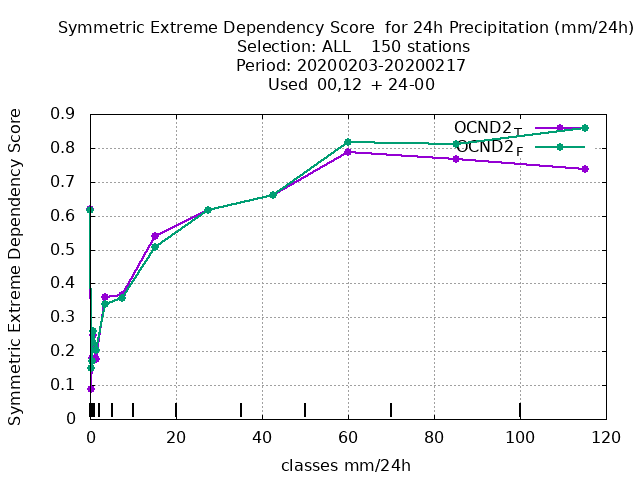 Symmetric Extreme Dependency Score  for 24h Precipitation (mm/24h)
Selection: ALL    150 stations
Period: 20200203-20200217
Used  00,12  + 24-00
Symmetric Extreme Dependency Score
0.9
0.8
0.7
0.6
0.5
0.4
0.3
0.2
0.1
0
OCND2T
OCND2F
0 20 40 60 80 100 120
classes mm/24h